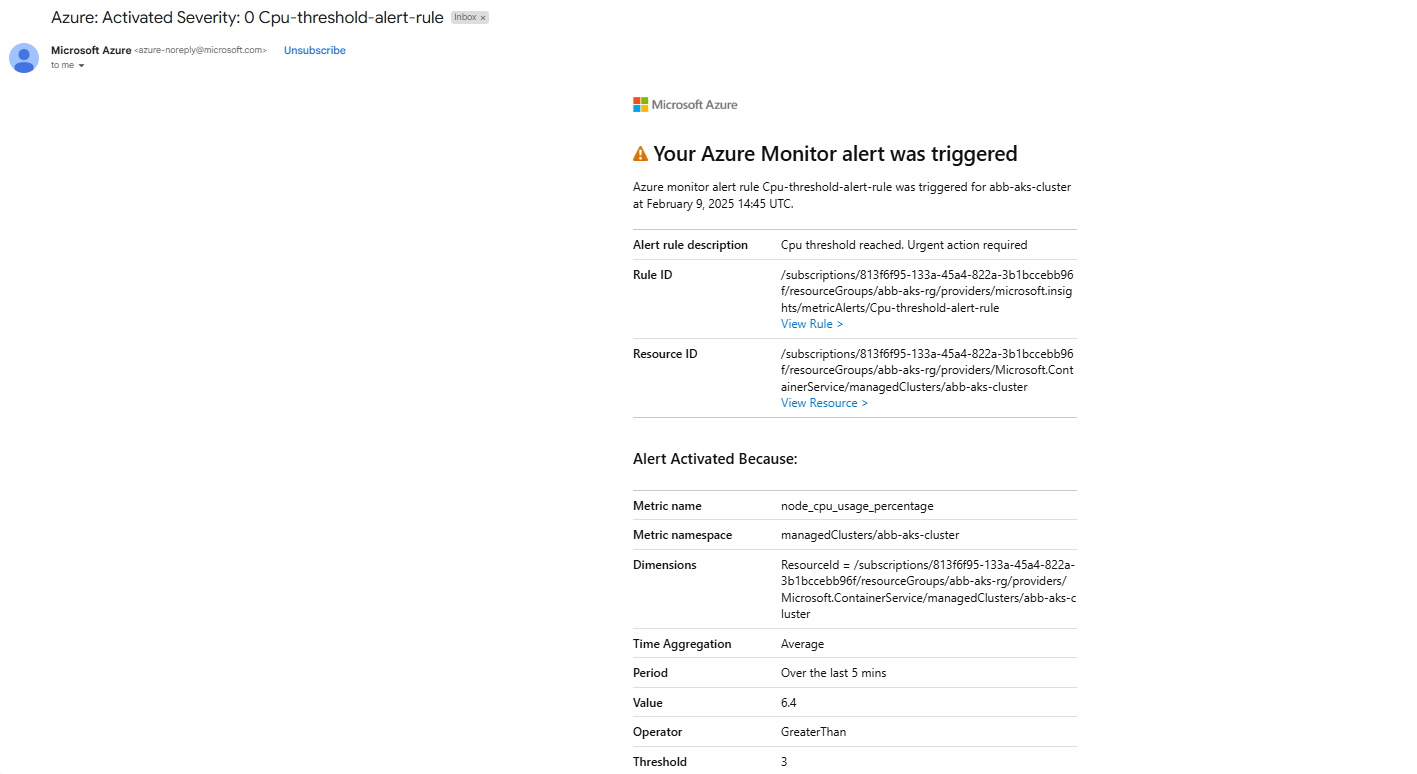 Azure: Activated Severity: 0 Cpu-threshold-alert-rule Inbox ×
Microsoft Azure <azure-noreply@microsoft.com> Unsubscribe
to me
Microsoft Azure
Your Azure Monitor alert was triggered
Azure monitor alert rule Cpu-threshold-alert-rule was triggered for abb-aks-cluster
at February 9, 2025 14:45 UTC.
Alert rule description Cpu threshold reached. Urgent action required
Rule ID /subscriptions/813f6f95-133a-45a4-822a-3b1bccebb96
f/resourceGroups/abb-aks-rg/providers/microsoft.insig
hts/metricAlerts/Cpu-threshold-alert-rule
View Rule >
Resource ID /subscriptions/813f6f95-133a-45a4-822a-3b1bccebb96
f/resourceGroups/abb-aks-rg/providers/Microsoft.Cont
ainerService/managedClusters/abb-aks-cluster
View Resource >
Alert Activated Because:
Metric name node_cpu_usage_percentage
Metric namespace managedClusters/abb-aks-cluster
Dimensions ResourceId = /subscriptions/813f6f95-133a-45a4-822a-
3b1bccebb96f/resourceGroups/abb-aks-rg/providers/
Microsoft.ContainerService/managedClusters/abb-aks-c
luster
Time Aggregation Average
Period Over the last 5 mins
Value 6.4
Operator GreaterThan
Threshold 3